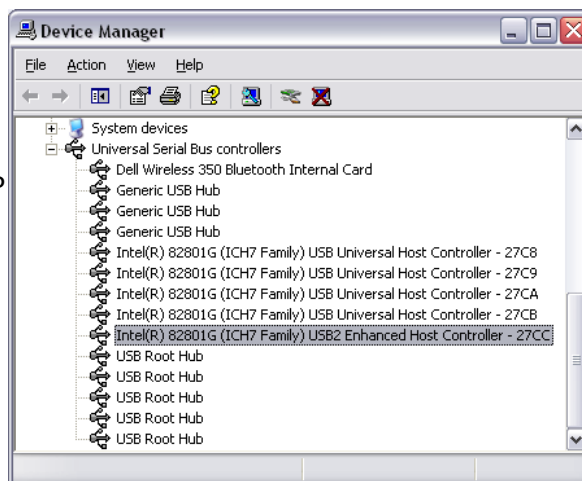 Device Manager
File Action View Help
System devices
Universal Serial Bus controllers
Dell Wireless 350 Bluetooth Internal Card
Generic USB Hub
Generic USB Hub
Generic USB Hub
Intel(R) 82801G (ICH7 Family) USB Universal Host Controller - 27C8
Intel(R) 82801G (ICH7 Family) USB Universal Host Controller - 27C9
Intel(R) 82801G (ICH7 Family) USB Universal Host Controller - 27CA
Intel(R) 82801G (ICH7 Family) USB Universal Host Controller - 27CB
Intel(R) 82801G (ICH7 Family) USB2 Enhanced Host Controller - 27CC
USB Root Hub
USB Root Hub
USB Root Hub
USB Root Hub
USB Root Hub